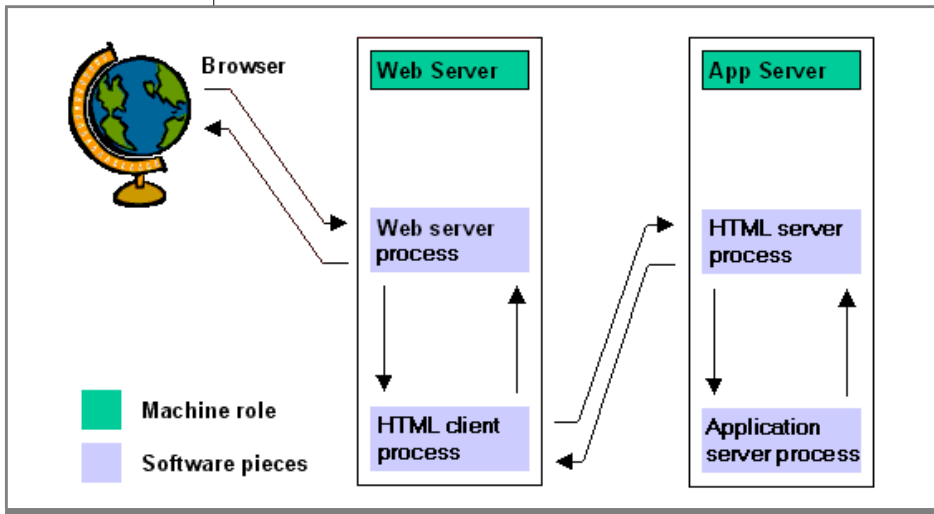 Browser
Web Server
App Server
Web server
process
HTML server
process
HTML client
process
Application
server process
Machine role
Software pieces